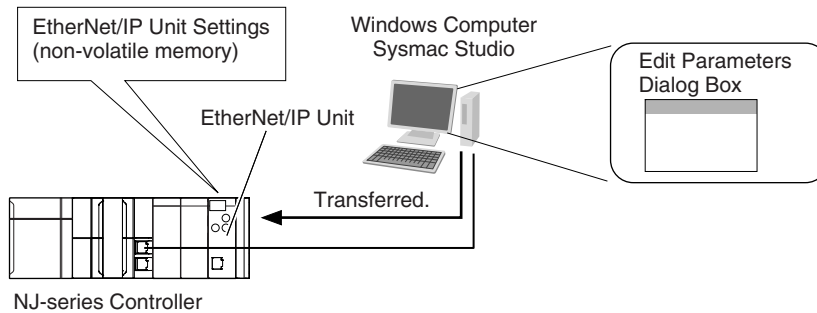 EtherNet/IP Unit Settings
(non-volatile memory)
Windows Computer
Sysmac Studio
Edit Parameters
Dialog Box
EtherNet/IP Unit
Transferred.
NJ-series Controller